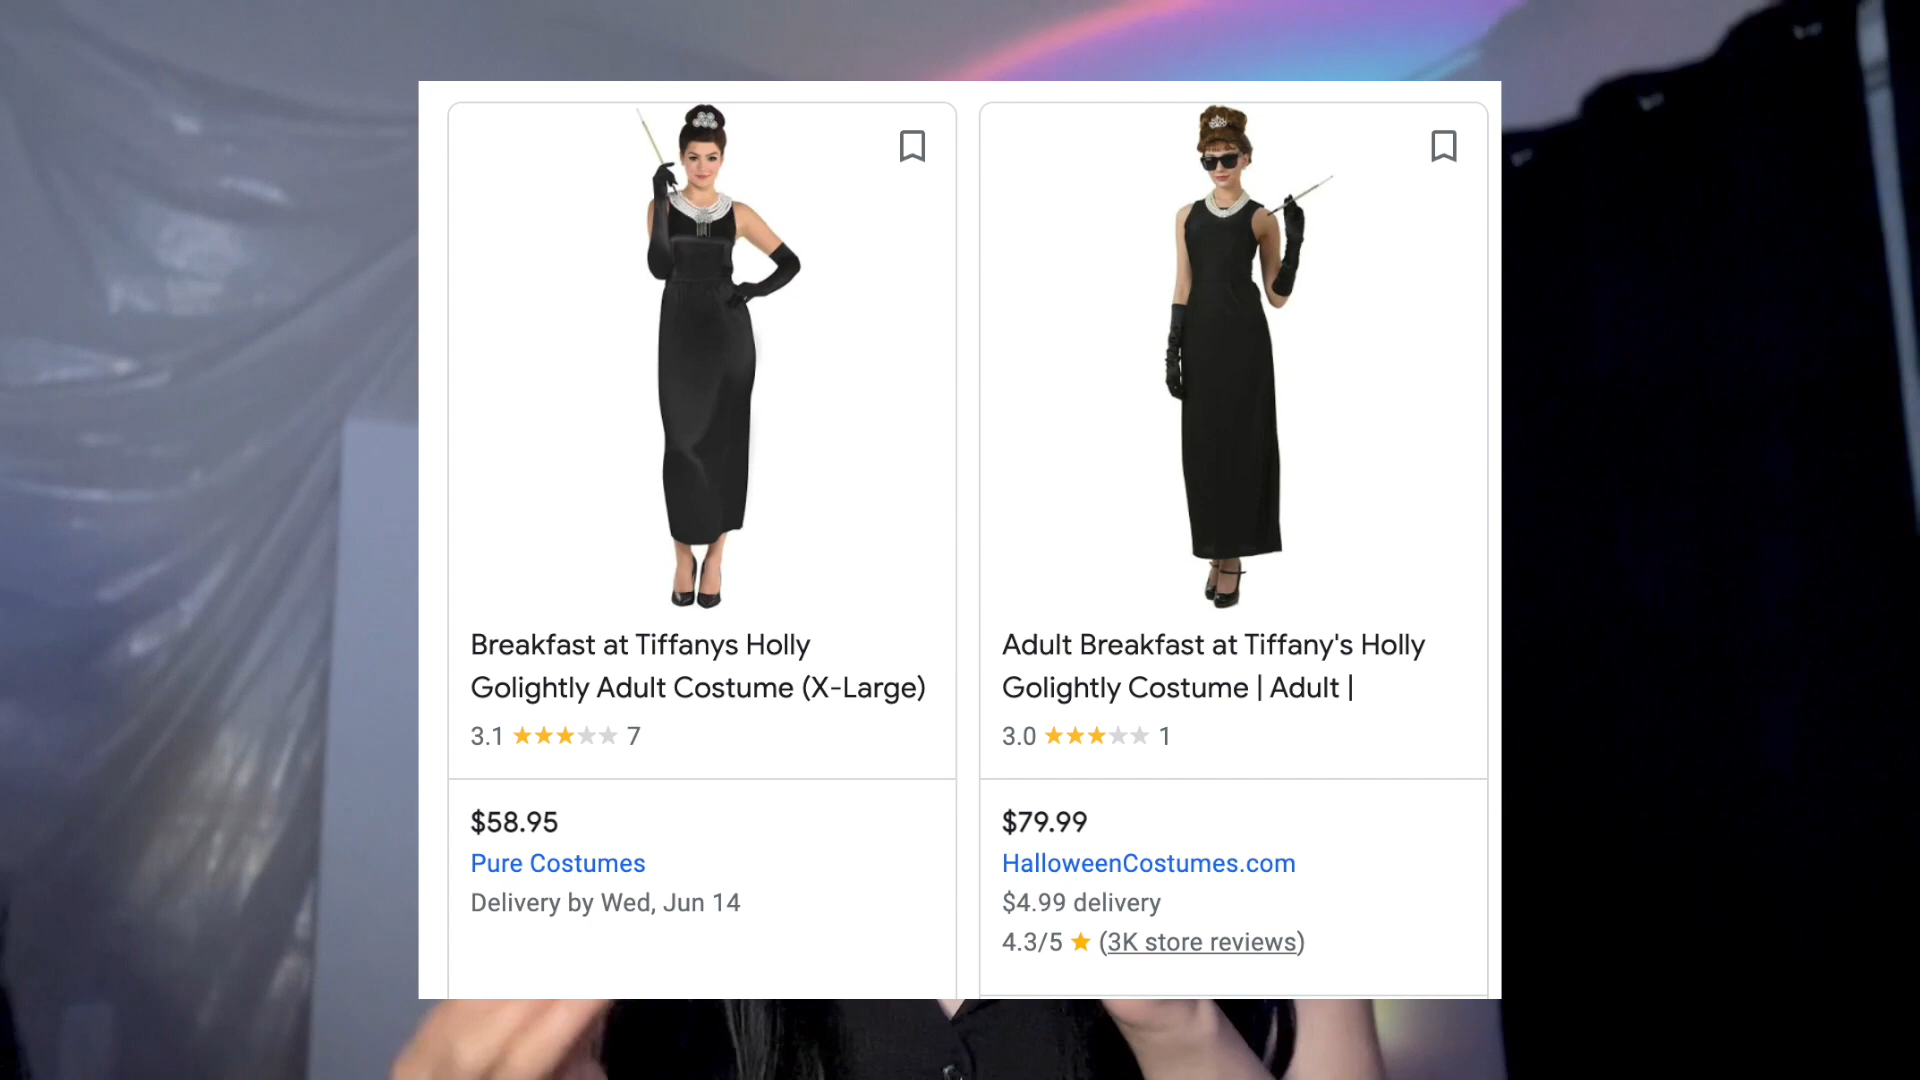 Breakfast at Tiffanys Holly
Golightly Adult Costume (X-Large)
3.1 ★★★★★ 7
$58.95
Pure Costumes
Delivery by Wed, Jun 14
Adult Breakfast at Tiffany's Holly
Golightly Costume | Adult |
3.0 ★★★★★ 1
$79.99
HalloweenCostumes.com
$4.99 delivery
4.3/5 ★ (3K store reviews)